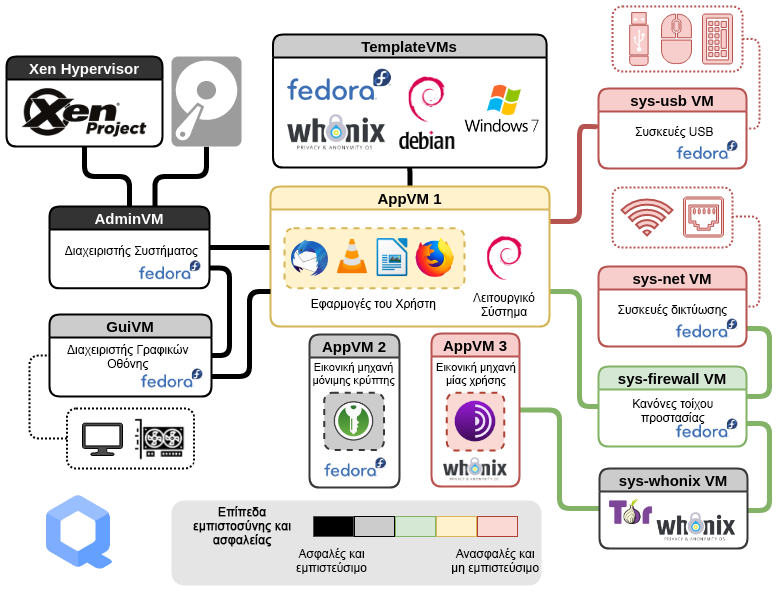 Xen Hypervisor
Xen
Project
TemplateVMs
fedora
whonix
PRIVACY & ANONYMITY OS
debian
Windows 7
sys-usb VM
Συσκευές USB
fedora
AdminVM
Διαχειριστής Συστήματος
fedora
AppVM 1
Εφαρμογές του Χρήστη
Λειτουργικό
Σύστημα
sys-net VM
Συσκευές δικτύωσης
fedora
GuiVM
Διαχειριστής Γραφικών
Οθόνης
fedora
AppVM 2
Εικονική μηχανή
μόνιμης κρύπτης
fedora
AppVM 3
Εικονική μηχανή
μίας χρήσης
whonix
PRIVACY & ANONYMITY OS
sys-firewall VM
Κανόνες τοίχου
προστασίας
fedora
sys-whonix VM
Tor
whonix
PRIVACY & ANONYMITY OS
Επίπεδα
εμπιστοσύνης και
ασφαλείας
Ασφαλές και
εμπιστεύσιμο
Ανασφαλές και
μη εμπιστεύσιμο